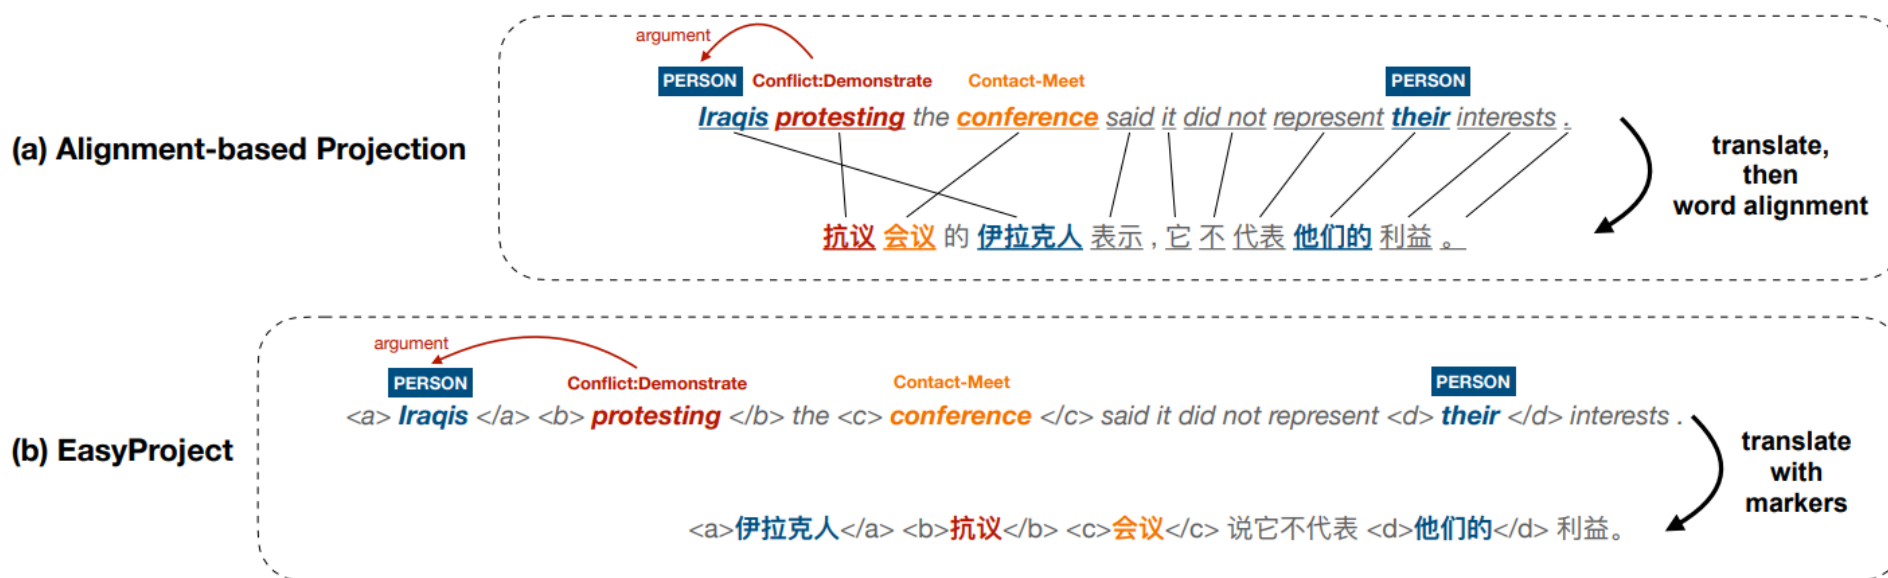 argument
PERSON Conflict:Demonstrate Contact-Meet PERSON
Iraqis protesting the conference said it did not represent their interests .
(a) Alignment-based Projection
translate,
then
word alignment
抗议 会议 的 伊拉克人 表示 , 它 不 代表 他们的 利益 。
argument
PERSON Conflict:Demonstrate Contact-Meet PERSON
<a> Iraqis </a> <b> protesting </b> the <c> conference </c> said it did not represent <d> their </d> interests .
(b) EasyProject
translate
with
markers
<a>伊拉克人</a> <b>抗议</b> <c>会议</c> 说它不代表 <d>他们的</d> 利益。